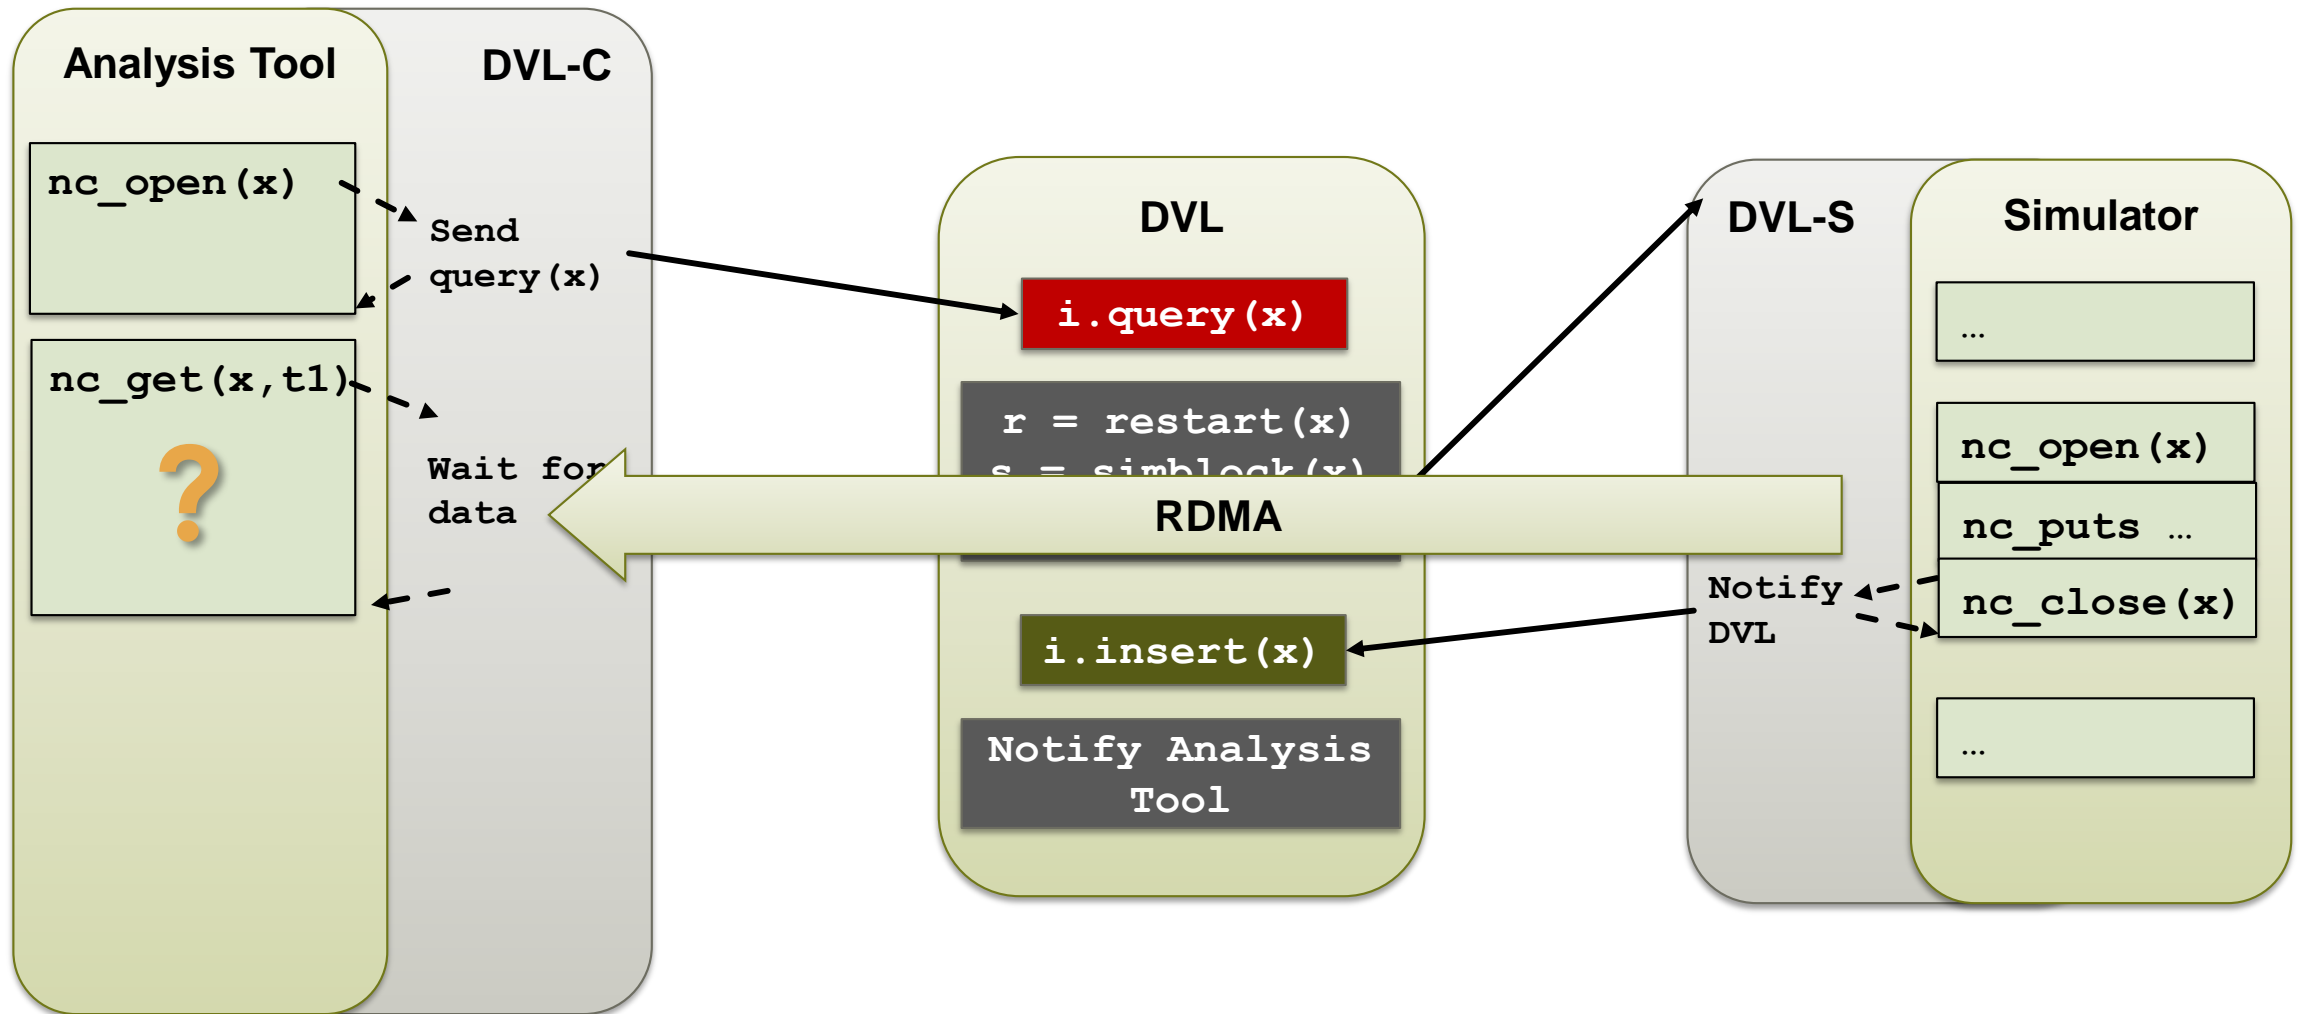 Analysis Tool
DVL-C
nc_open(x)
Send
query(x)
nc_get(x,t1)
?
Wait for
data
DVL
i.query(x)
r = restart(x)
s = simblock(x)
RDMA
i.insert(x)
Notify Analysis
Tool
DVL-S
Simulator
…
nc_open(x)
nc_puts …
nc_close(x)
Notify
DVL
…